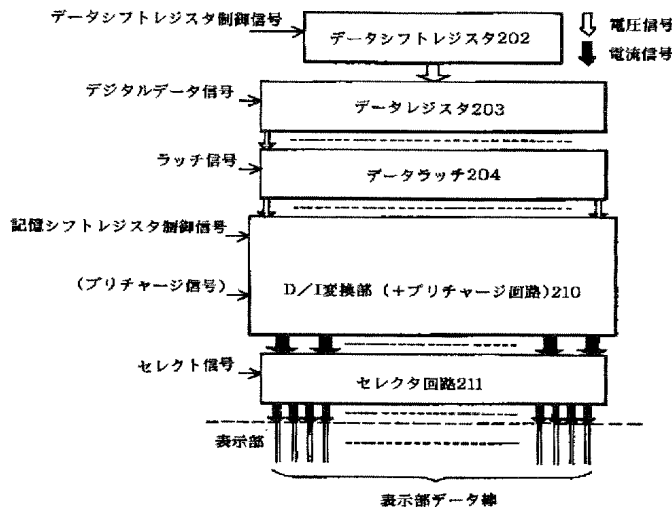 データシフトレジスタ制御信号
データシフトレジスタ202
電圧信号
電流信号
デジタルデータ信号
データレジスタ203
ラッチ信号
データラッチ204
記憶シフトレジスタ制御信号
(プリチャージ信号)
D／I変換部 (＋プリチャージ回路)210
セレクト信号
セレクタ回路211
表示部
表示部データ線